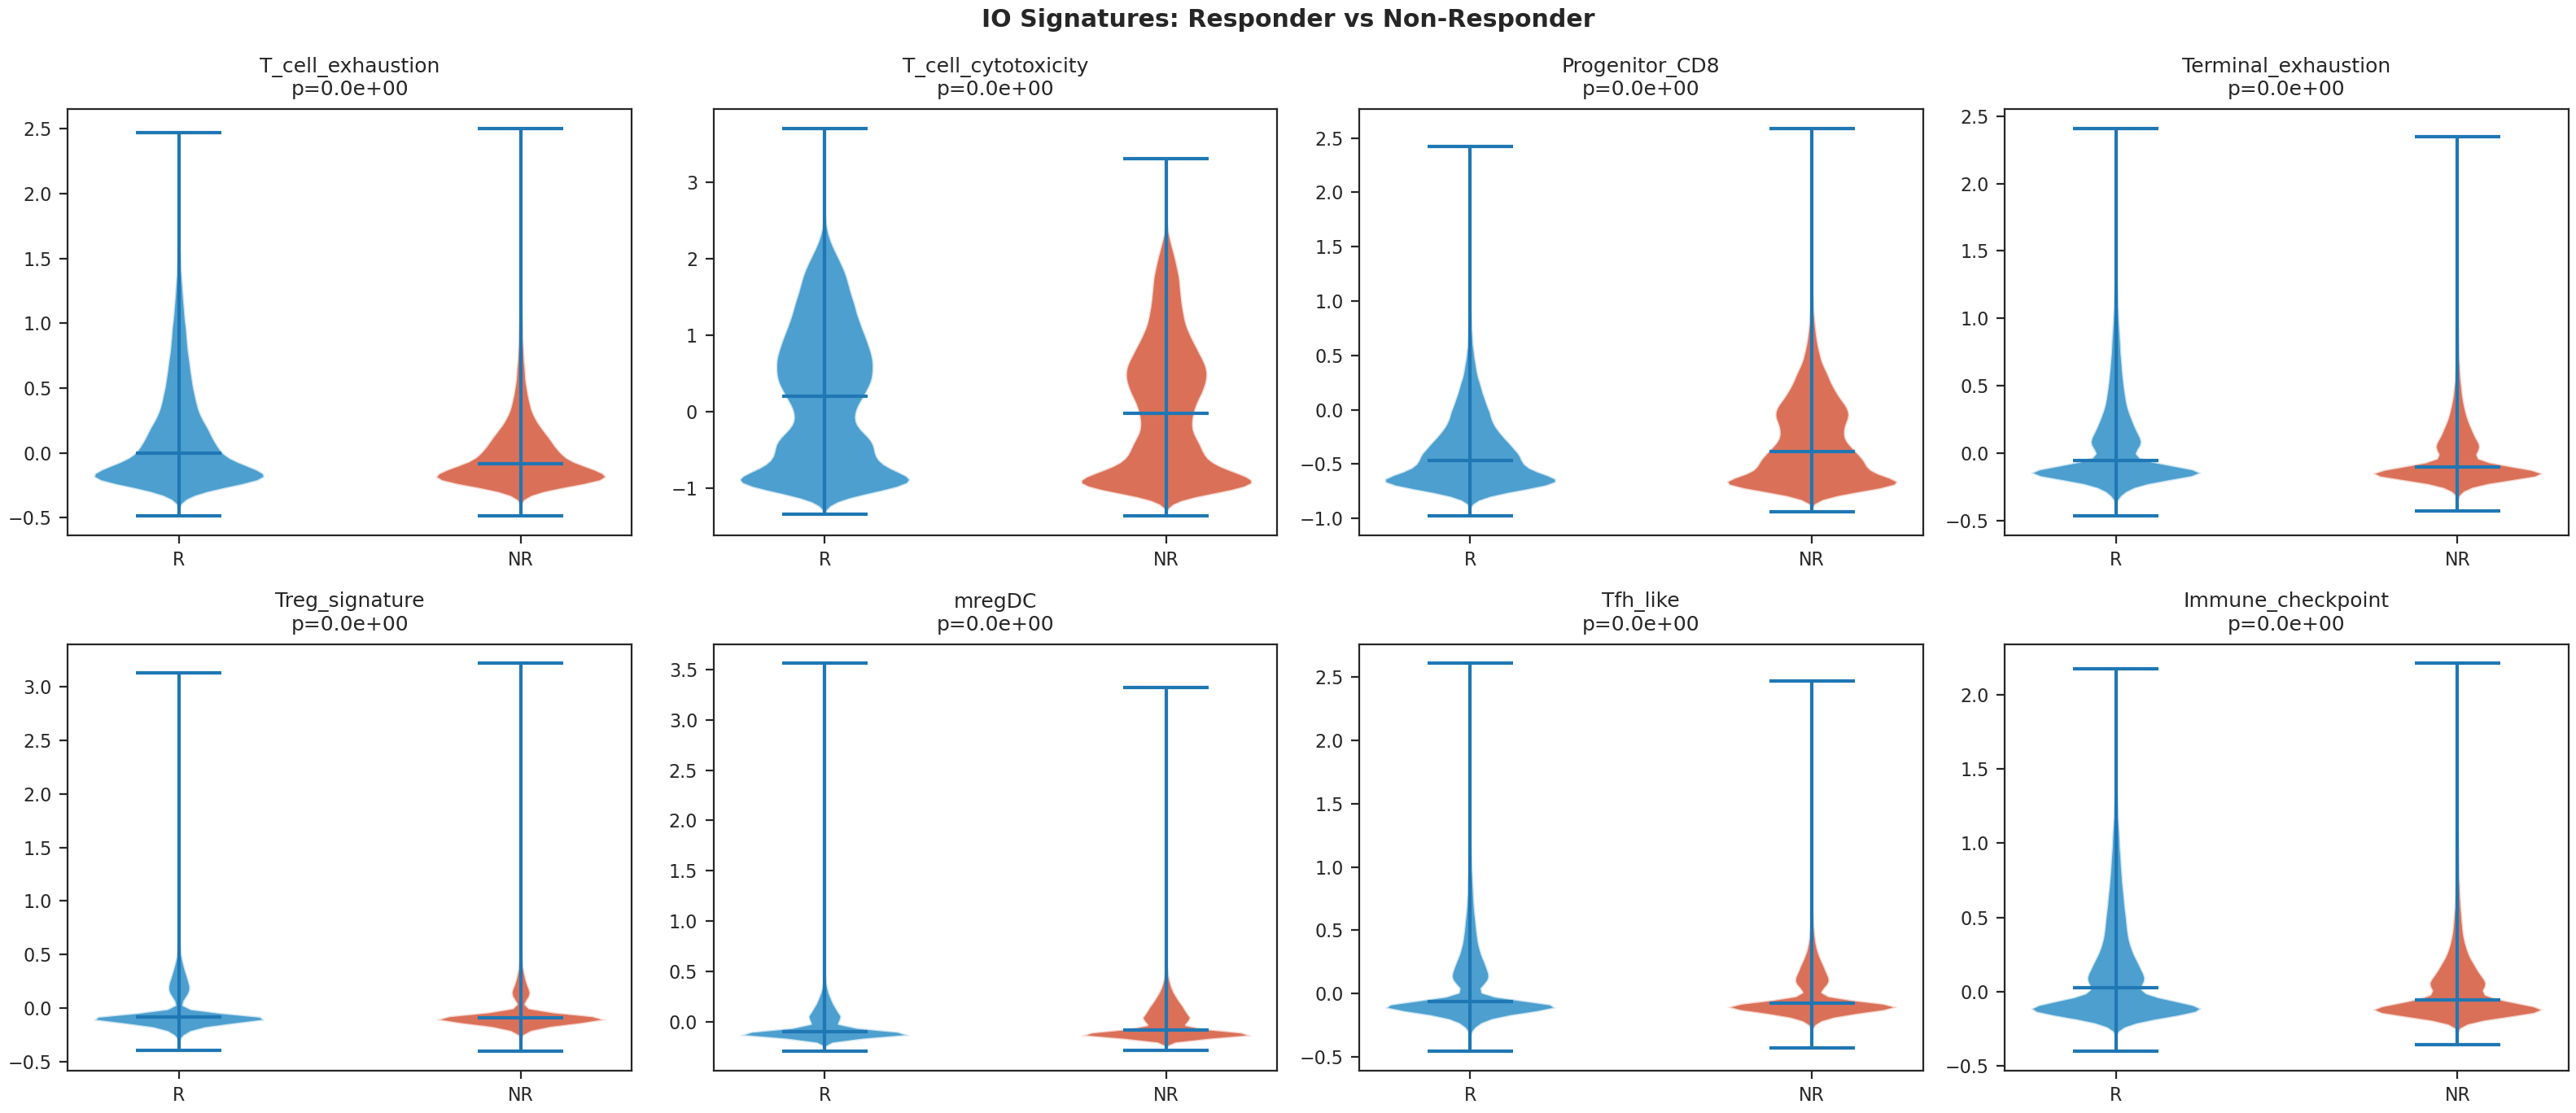 IO Signatures: Responder vs Non-Responder
T_cell_exhaustion
p=0.0e+00
2.5
2.0
1.5
1.0
0.5
0.0
−0.5
R NR
T_cell_cytotoxicity
p=0.0e+00
3
2
1
0
−1
R NR
Progenitor_CD8
p=0.0e+00
2.5
2.0
1.5
1.0
0.5
0.0
−0.5
−1.0
R NR
Terminal_exhaustion
p=0.0e+00
2.5
2.0
1.5
1.0
0.5
0.0
−0.5
R NR
Treg_signature
p=0.0e+00
3.0
2.5
2.0
1.5
1.0
0.5
0.0
−0.5
R NR
mregDC
p=0.0e+00
3.5
3.0
2.5
2.0
1.5
1.0
0.5
0.0
R NR
Tfh_like
p=0.0e+00
2.5
2.0
1.5
1.0
0.5
0.0
−0.5
R NR
Immune_checkpoint
p=0.0e+00
2.0
1.5
1.0
0.5
0.0
−0.5
R NR